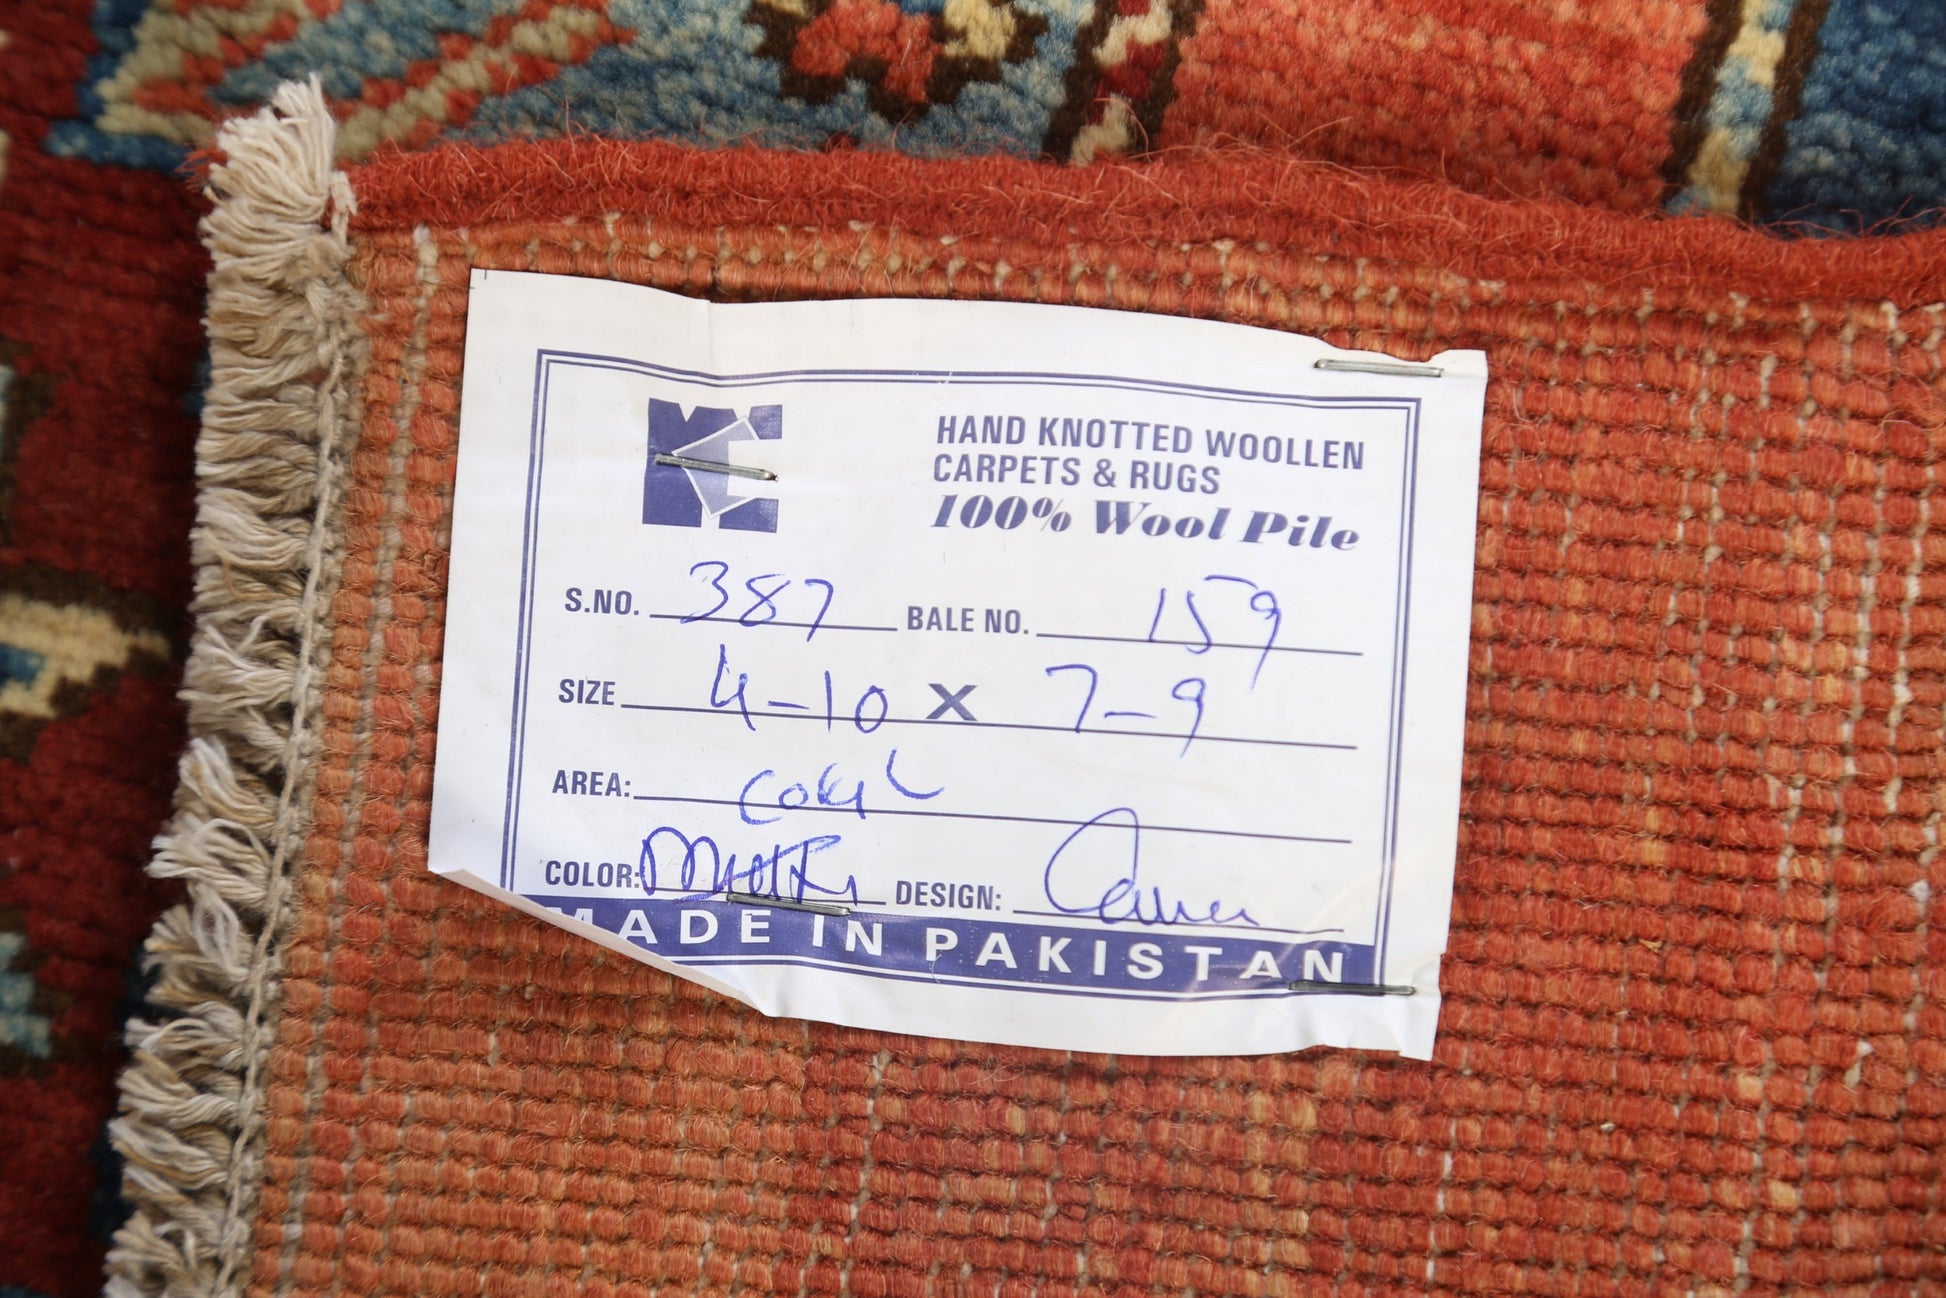 HAND KNOTTED WOOLLEN
CARPETS & RUGS
100% Wool Pile
S.NO. 387 BALE NO. 159
SIZE 4-10 X 7-9
AREA:
COLOR: DESIGN:
MADE IN PAKISTAN